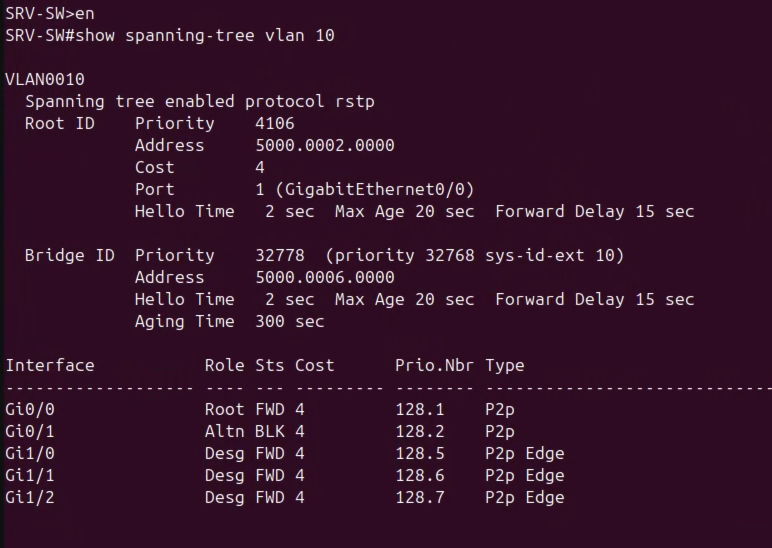 SRV-SW>en
SRV-SW#show spanning-tree vlan 10
VLAN0010
  Spanning tree enabled protocol rstp
  Root ID    Priority    4106
             Address     5000.0002.0000
             Cost        4
             Port        1 (GigabitEthernet0/0)
             Hello Time   2 sec  Max Age 20 sec  Forward Delay 15 sec
  Bridge ID  Priority    32778  (priority 32768 sys-id-ext 10)
             Address     5000.0006.0000
             Hello Time   2 sec  Max Age 20 sec  Forward Delay 15 sec
             Aging Time  300 sec
Interface           Role Sts Cost      Prio.Nbr Type
------------------- ---- --- --------- -------- -----------------------------
Gi0/0               Root FWD 4         128.1    P2p
Gi0/1               Altn BLK 4         128.2    P2p
Gi1/0               Desg FWD 4         128.5    P2p Edge
Gi1/1               Desg FWD 4         128.6    P2p Edge
Gi1/2               Desg FWD 4         128.7    P2p Edge